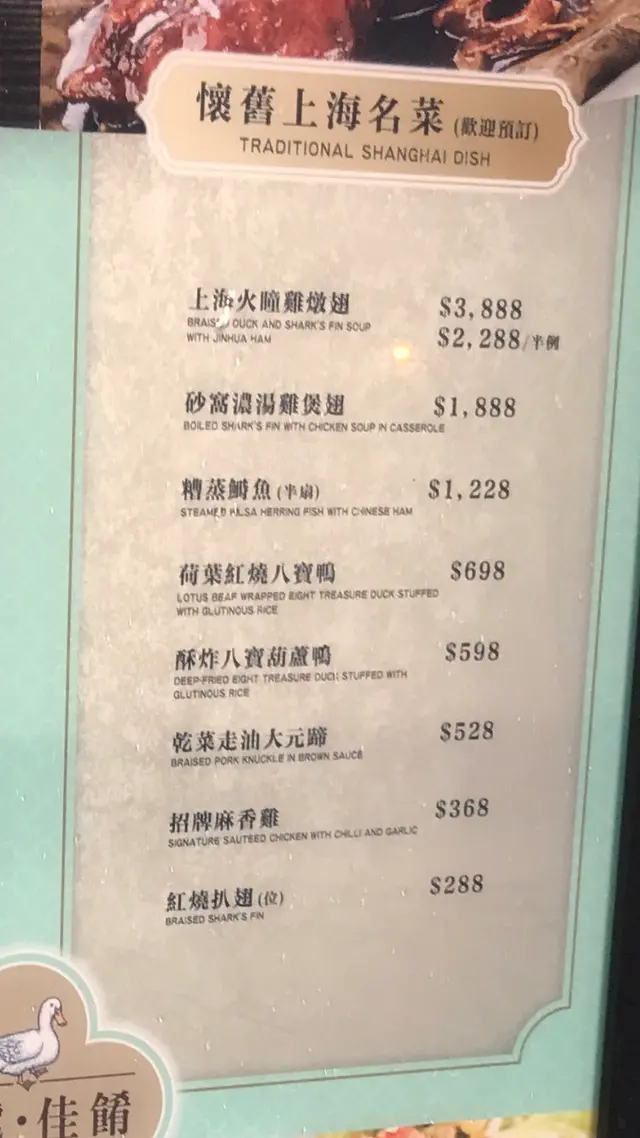 懷舊上海名菜 (歡迎預訂)
TRADITIONAL SHANGHAI DISH
上海火瞳雞燉翅 $3,888
BRAISED DUCK AND SHARK'S FIN SOUP
WITH JINHUA HAM $2,288/半例
砂窩濃湯雞煲翅 $1,888
BOILED SHARK'S FIN WITH CHICKEN SOUP IN CASSEROLE
糟蒸鰣魚 (半扇) $1,228
STEAMED HILSA HERRING FISH WITH CHINESE HAM
荷葉紅燒八寶鴨 $698
LOTUS BEAF WRAPPED EIGHT TREASURE DUCK STUFFED
WITH GLUTINOUS RICE
酥炸八寶葫蘆鴨 $598
DEEP-FRIED EIGHT TREASURE DUCK STUFFED WITH
GLUTINOUS RICE
乾菜走油大元蹄 $528
BRAISED PORK KNUCKLE IN BROWN SAUCE
招牌麻香雞 $368
SIGNATURE SAUTEED CHICKEN WITH CHILLI AND GARLIC
紅燒扒翅 (位) $288
BRAISED SHARK'S FIN
·佳餚